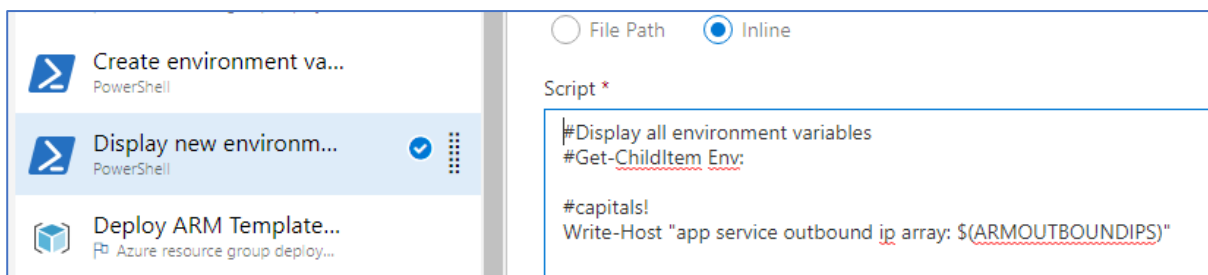 Create environment va...
PowerShell
Display new environm...
PowerShell
Deploy ARM Template...
Azure resource group deploy...
File Path
Inline
Script *
#Display all environment variables
#Get-ChildItem Env:
#capitals!
Write-Host "app service outbound ip array: $(ARMOUTBOUNDIPS)"